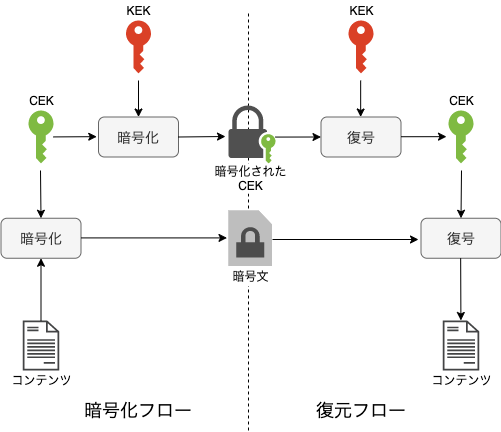 KEK
KEK
CEK
CEK
暗号化
復号
暗号化された
CEK
暗号化
復号
暗号文
コンテンツ
コンテンツ
暗号化フロー
復元フロー